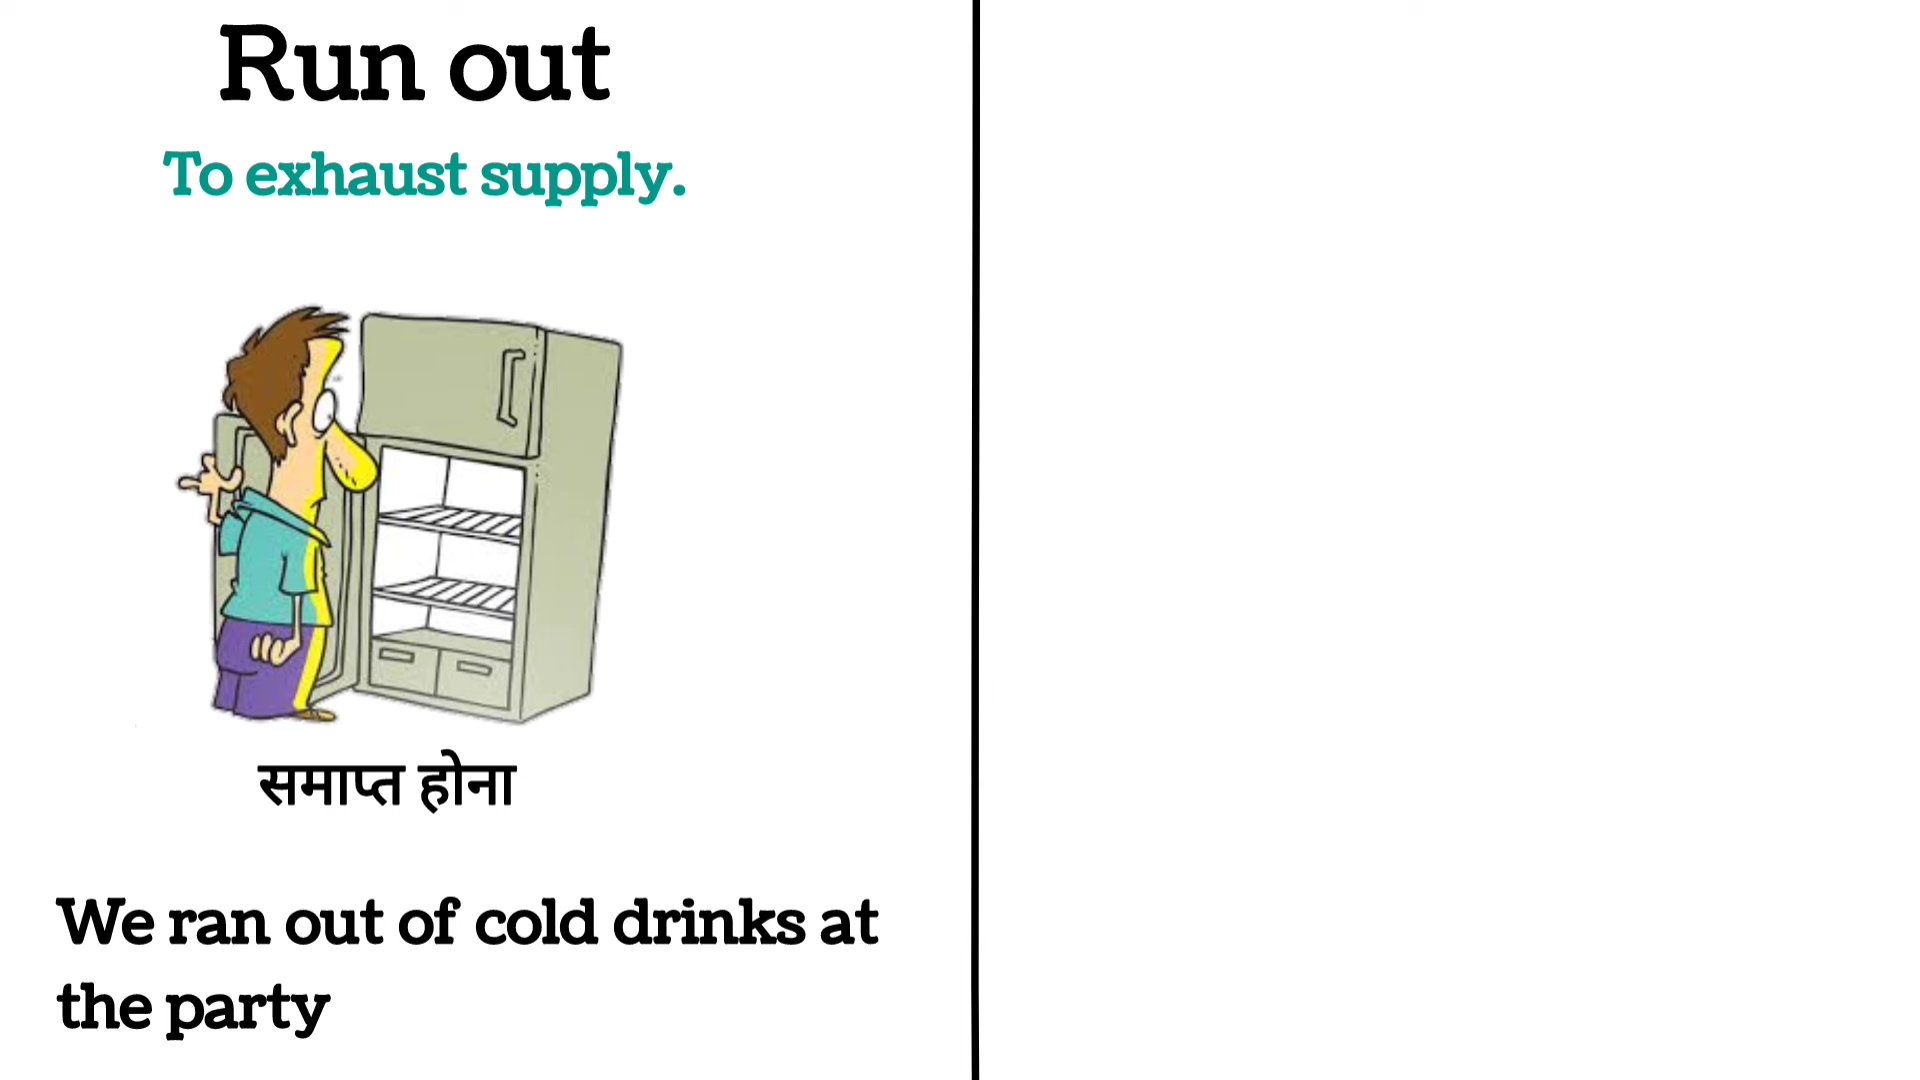 Run out
To exhaust supply.
समाप्त होना
We ran out of cold drinks at
the party